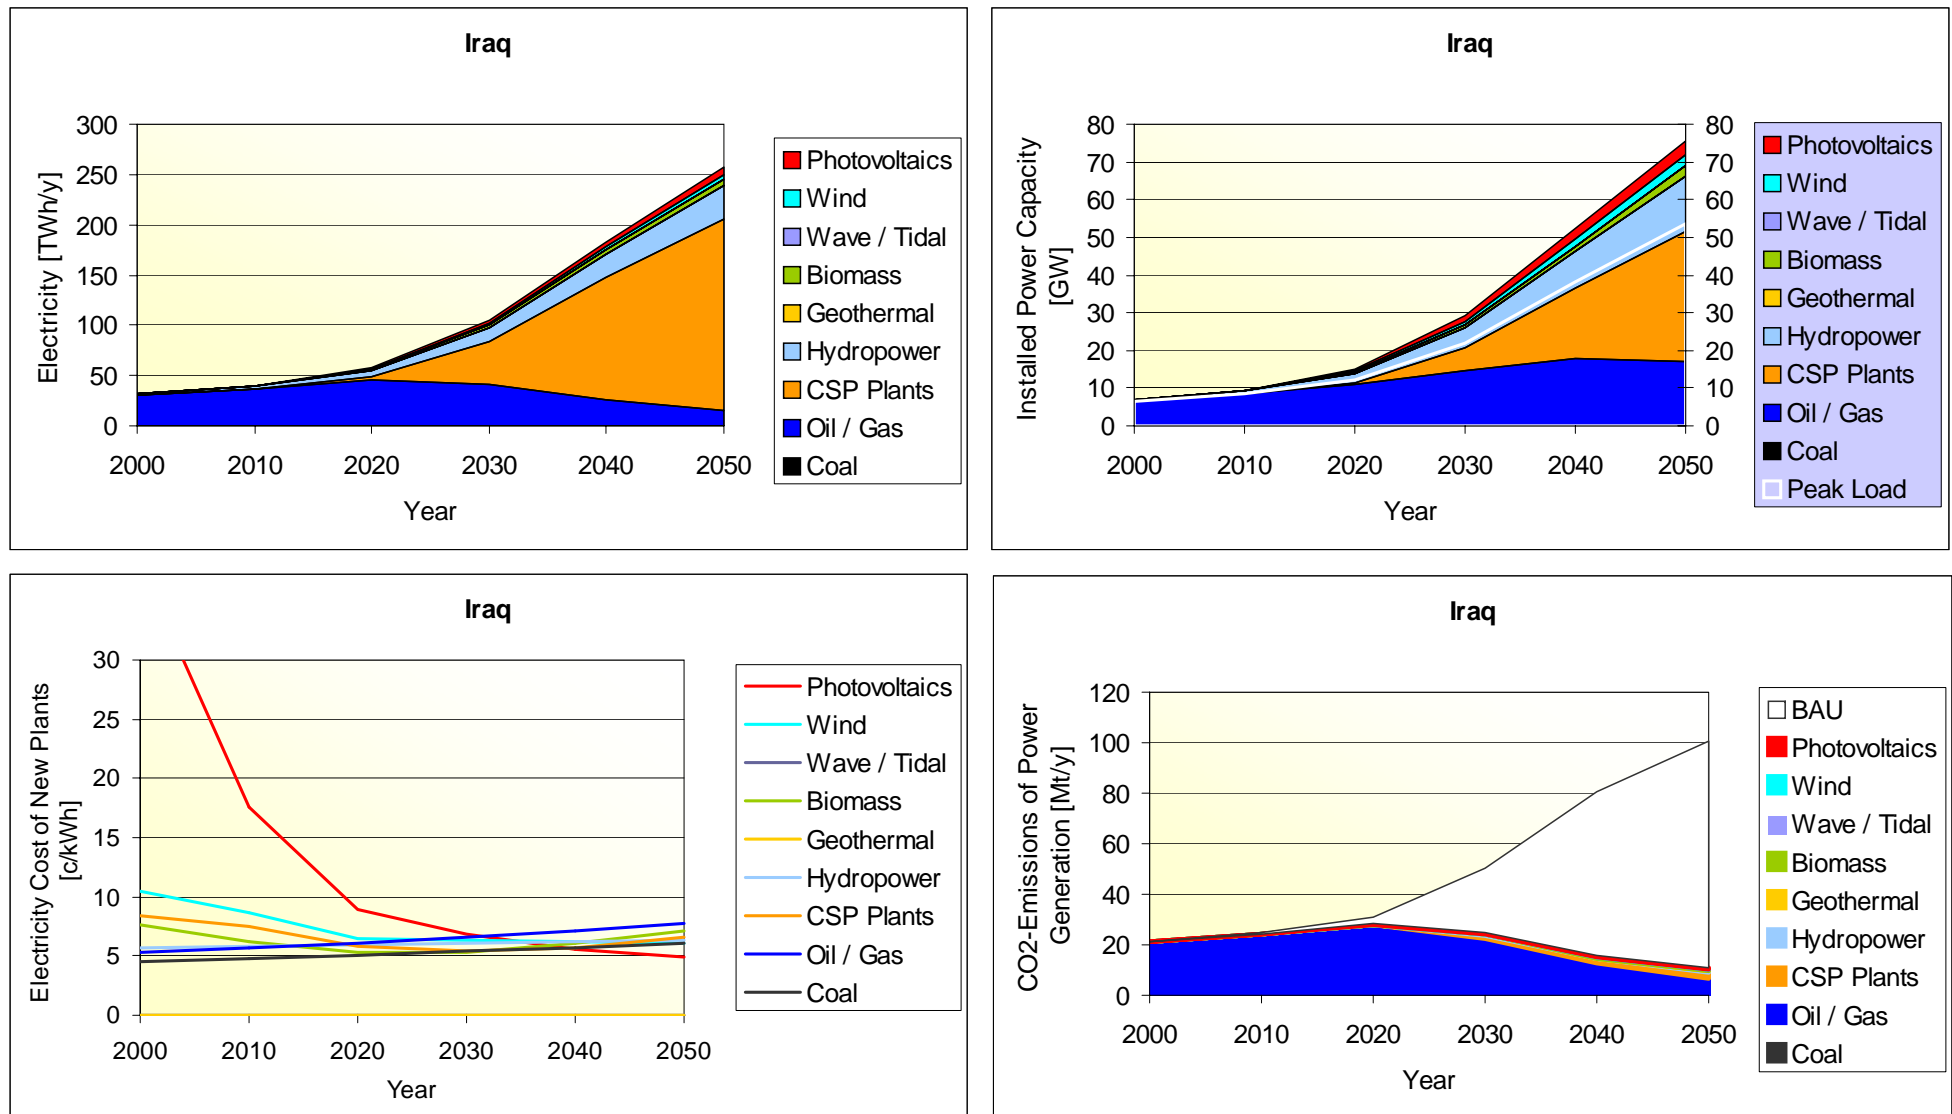 Iraq
Electricity [TWh/y]
300
250
200
150
100
50
0
2000 2010 2020 2030 2040 2050
Year
Photovoltaics
Wind
Wave / Tidal
Biomass
Geothermal
Hydropower
CSP Plants
Oil / Gas
Coal
Iraq
Installed Power Capacity
[GW]
80 80
70 70
60 60
50 50
40 40
30 30
20 20
10 10
0 0
2000 2010 2020 2030 2040 2050
Year
Photovoltaics
Wind
Wave / Tidal
Biomass
Geothermal
Hydropower
CSP Plants
Oil / Gas
Coal
Peak Load
Iraq
Electricity Cost of New Plants
[c/kWh]
30
25
20
15
10
5
0
2000 2010 2020 2030 2040 2050
Year
Photovoltaics
Wind
Wave / Tidal
Biomass
Geothermal
Hydropower
CSP Plants
Oil / Gas
Coal
Iraq
CO2-Emissions of Power
Generation [Mt/y]
120
100
80
60
40
20
0
2000 2010 2020 2030 2040 2050
Year
BAU
Photovoltaics
Wind
Wave / Tidal
Biomass
Geothermal
Hydropower
CSP Plants
Oil / Gas
Coal